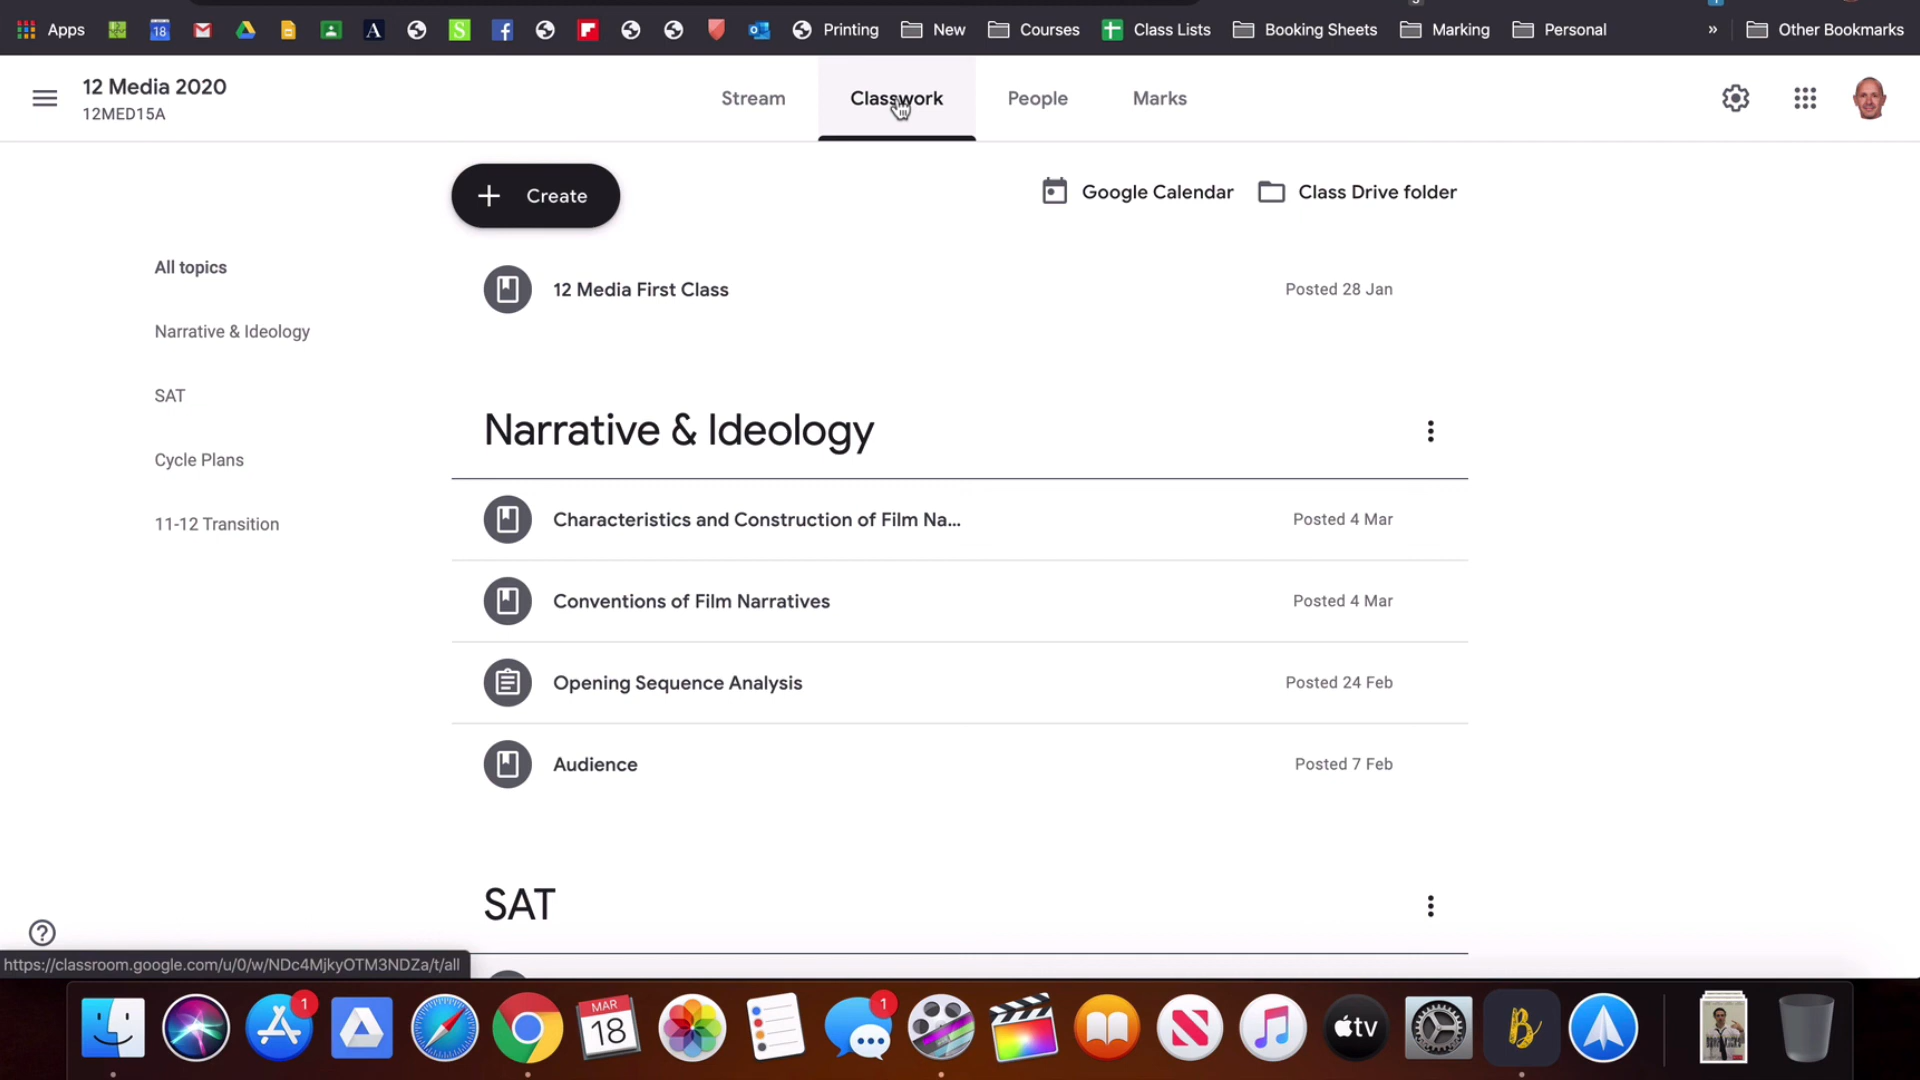 Apps
18
A
S
Printing
New
Courses
Class Lists
Booking Sheets
Marking
Personal
»
Other Bookmarks
12 Media 2020
12MED15A
Stream
Classwork
People
Marks
Create
Google Calendar
Class Drive folder
All topics
Narrative & Ideology
SAT
Cycle Plans
11-12 Transition
12 Media First Class
Posted 28 Jan
Narrative & Ideology
Characteristics and Construction of Film Na...
Posted 4 Mar
Conventions of Film Narratives
Posted 4 Mar
Opening Sequence Analysis
Posted 24 Feb
Audience
Posted 7 Feb
SAT
?
https://classroom.google.com/u/0/w/NDc4MjkyOTM3NDZa/t/all
1
MAR
18
1
tv